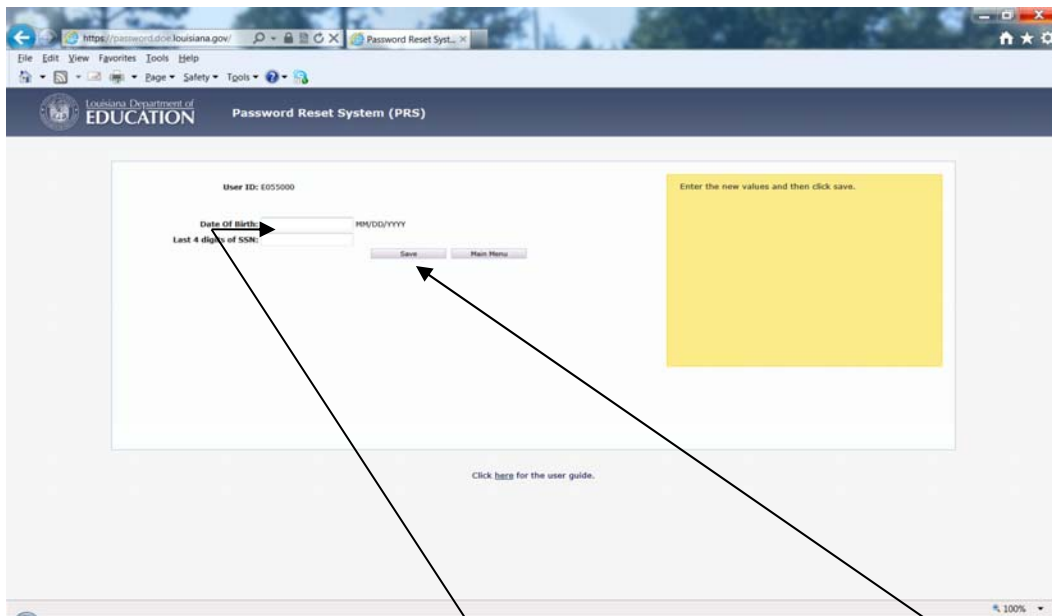 https://password.doe.louisiana.gov/
Password Reset Syst...
File Edit View Favorites Tools Help
Page Safety Tools
Louisiana Department of
EDUCATION
Password Reset System (PRS)
User ID: E055000
Enter the new values and then click save.
Date Of Birth: MM/DD/YYYY
Last 4 digits of SSN:
Save Main Menu
Click here for the user guide.
100%